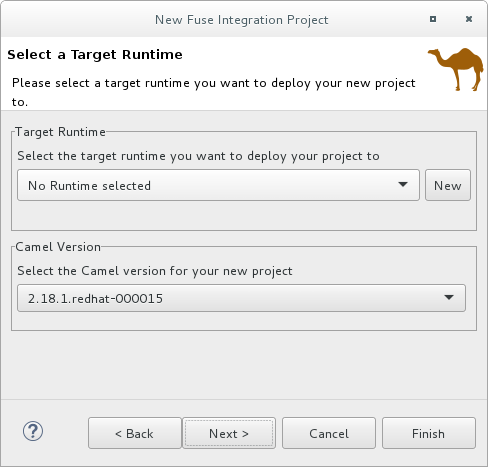 New Fuse Integration Project
Select a Target Runtime
Please select a target runtime you want to deploy your new project
to.
Target Runtime
Select the target runtime you want to deploy your project to
No Runtime selected
New
Camel Version
Select the Camel version for your new project
2.18.1.redhat-000015
?
< Back
Next >
Cancel
Finish